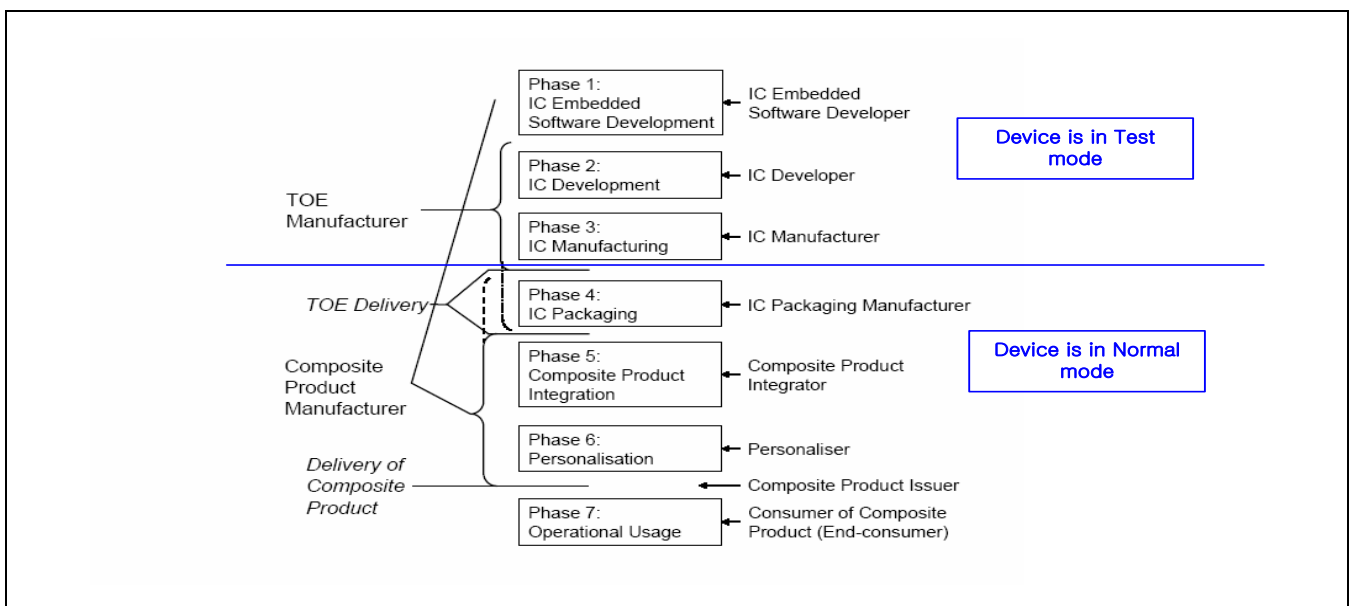 Phase 1:
IC Embedded
Software Development
IC Embedded
Software Developer
Device is in Test
mode
Phase 2:
IC Development
IC Developer
TOE
Manufacturer
Phase 3:
IC Manufacturing
IC Manufacturer
TOE Delivery
Phase 4:
IC Packaging
IC Packaging Manufacturer
Device is in Normal
mode
Composite
Product
Manufacturer
Phase 5:
Composite Product
Integration
Composite Product
Integrator
Phase 6:
Personalisation
Personaliser
Delivery of
Composite
Product
Composite Product Issuer
Phase 7:
Operational Usage
Consumer of Composite
Product (End-consumer)